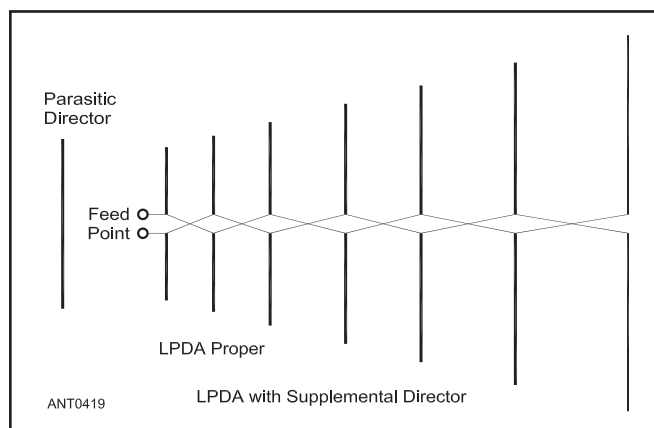 Parasitic
Director
Feed
Point
LPDA Proper
LPDA with Supplemental Director
ANT0419